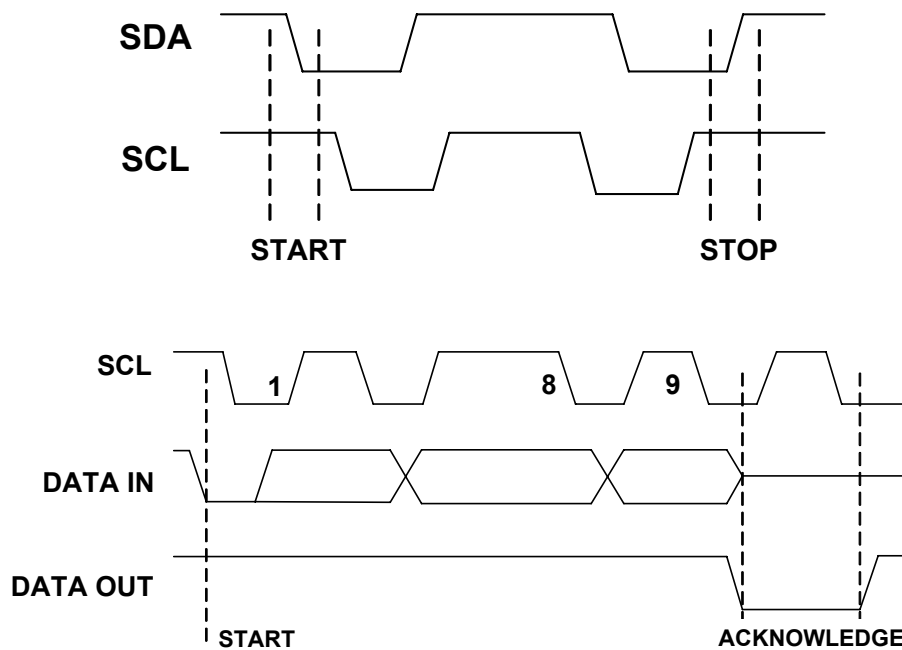 SDA
SCL
START STOP
SCL 1 8 9
DATA IN
DATA OUT
START ACKNOWLEDGE